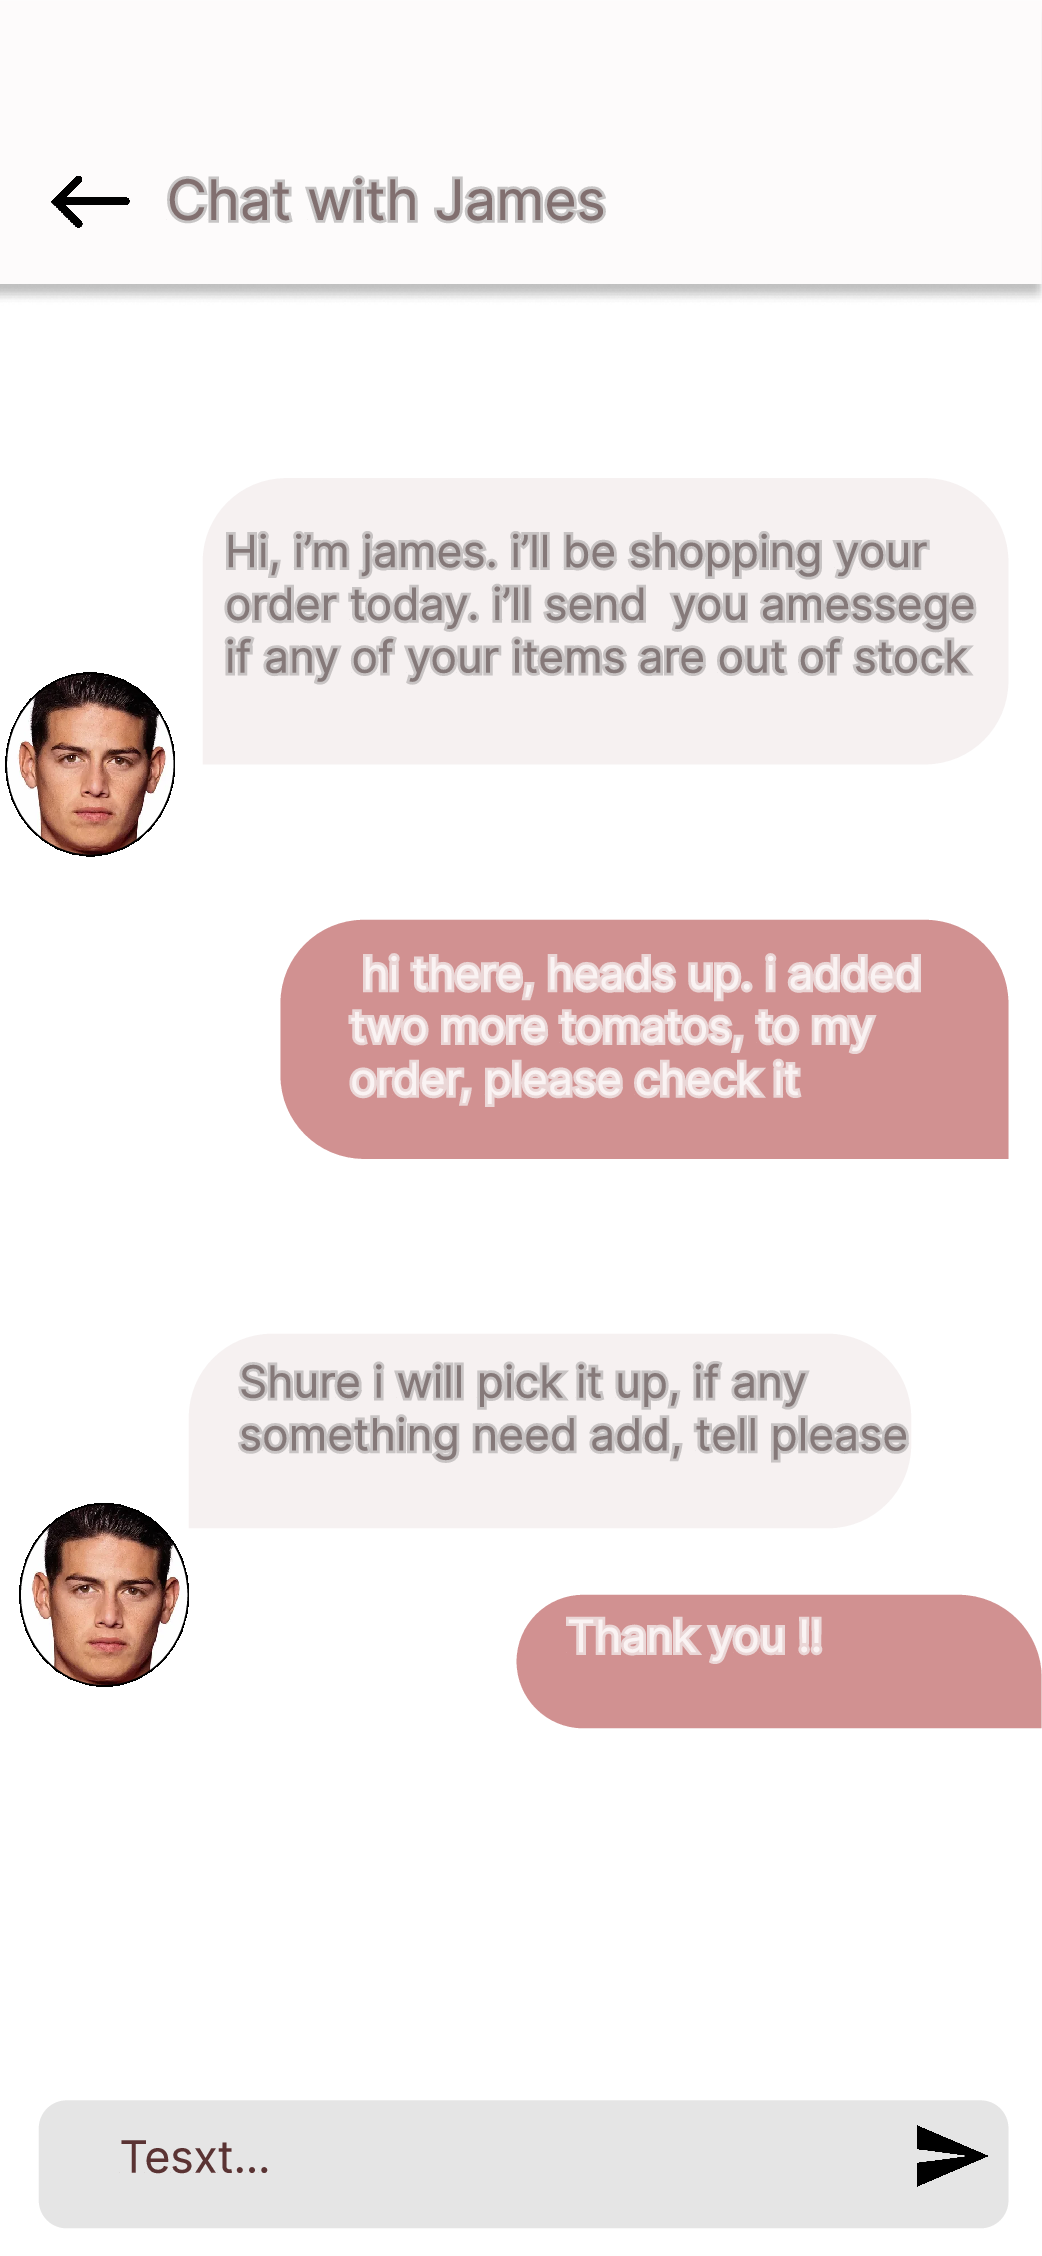 Chat with James
Hi, i’m james. i’ll be shopping your
order today. i’ll send  you amessege
if any of your items are out of stock
hi there, heads up. i added
two more tomatos, to my
order, please check it
Shure i will pick it up, if any
something need add, tell please
Thank you !!
Tesxt...